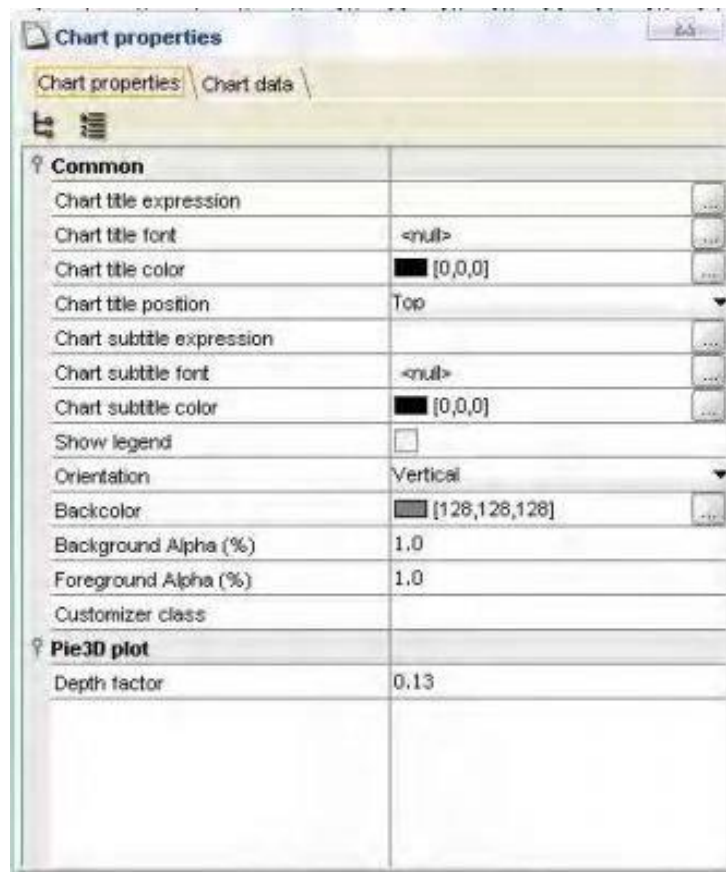 Chart properties
Chart properties Chart data
Common
Chart title expression ...
Chart title font <null> ...
Chart title color [0,0,0] ...
Chart title position Top
Chart subtitle expression ...
Chart subtitle font <null> ...
Chart subtitle color [0,0,0] ...
Show legend
Orientation Vertical
Backcolor [128,128,128] ...
Background Alpha (%) 1.0
Foreground Alpha (%) 1.0
Customizer class
Pie3D plot
Depth factor 0.13